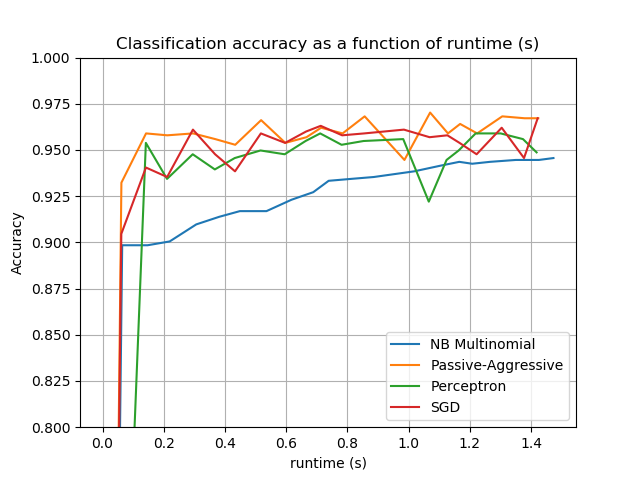 Classification accuracy as a function of runtime (s)
1.000
0.975
0.950
0.925
0.900
0.875
0.850
0.825
0.800
Accuracy
NB Multinomial
Passive-Aggressive
Perceptron
SGD
0.0 0.2 0.4 0.6 0.8 1.0 1.2 1.4
runtime (s)